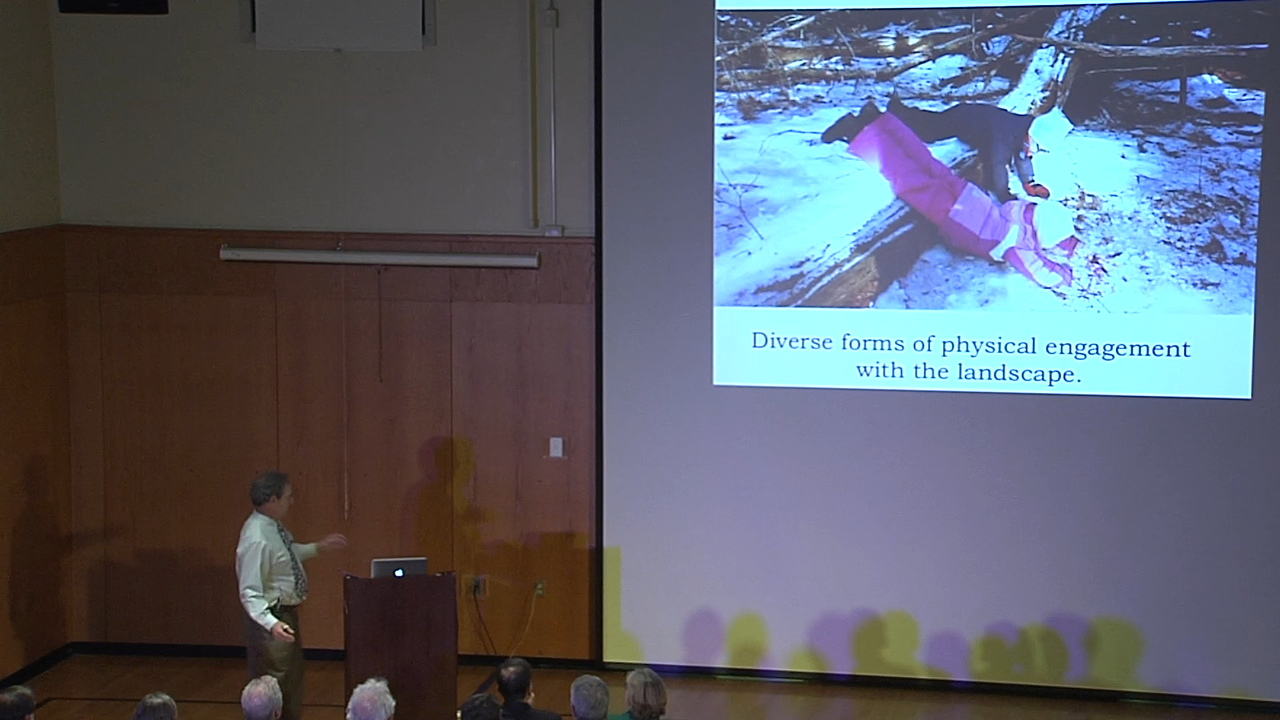 Diverse forms of physical engagement
with the landscape.